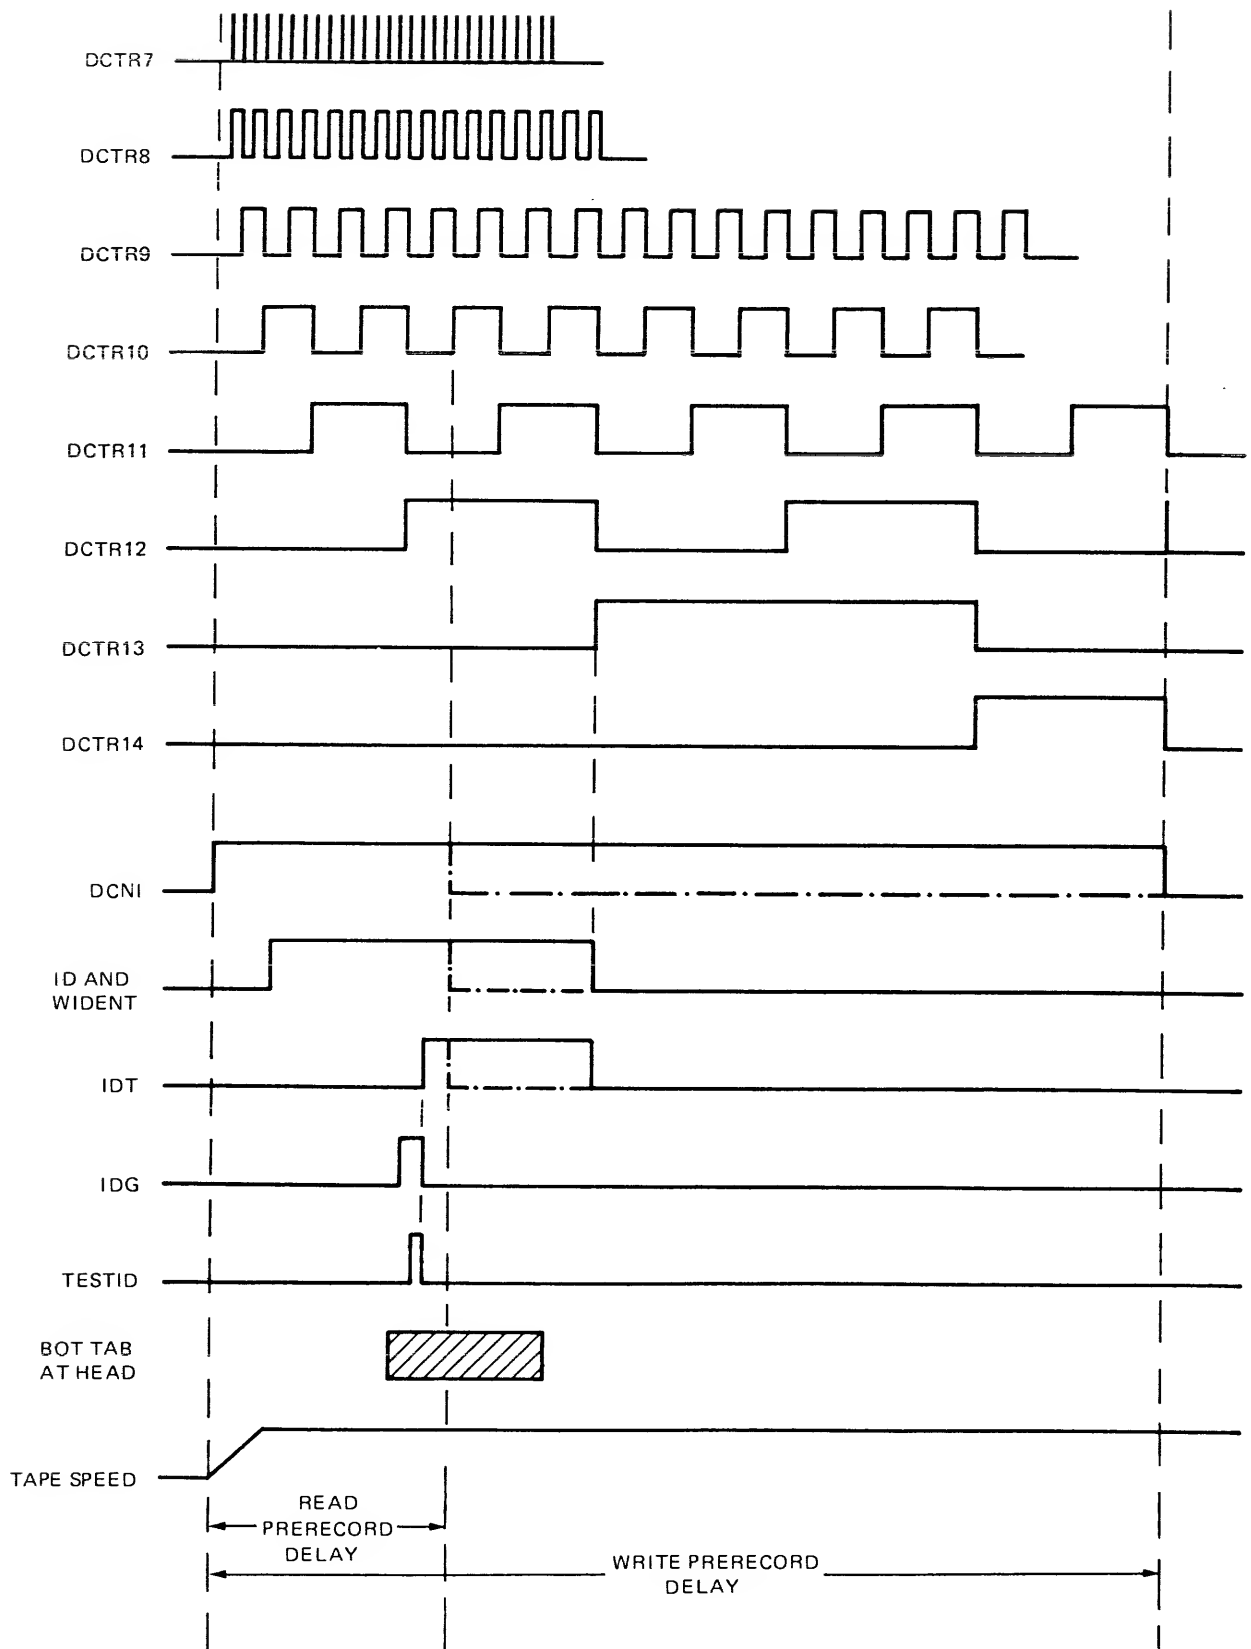 DCTR7
DCTR8
DCTR9
DCTR10
DCTR11
DCTR12
DCTR13
DCTR14
DCNI
ID AND
WIDENT
IDT
IDG
TESTID
BOT TAB
AT HEAD
TAPE SPEED
READ
PRERECORD
DELAY
WRITE PRERECORD
DELAY